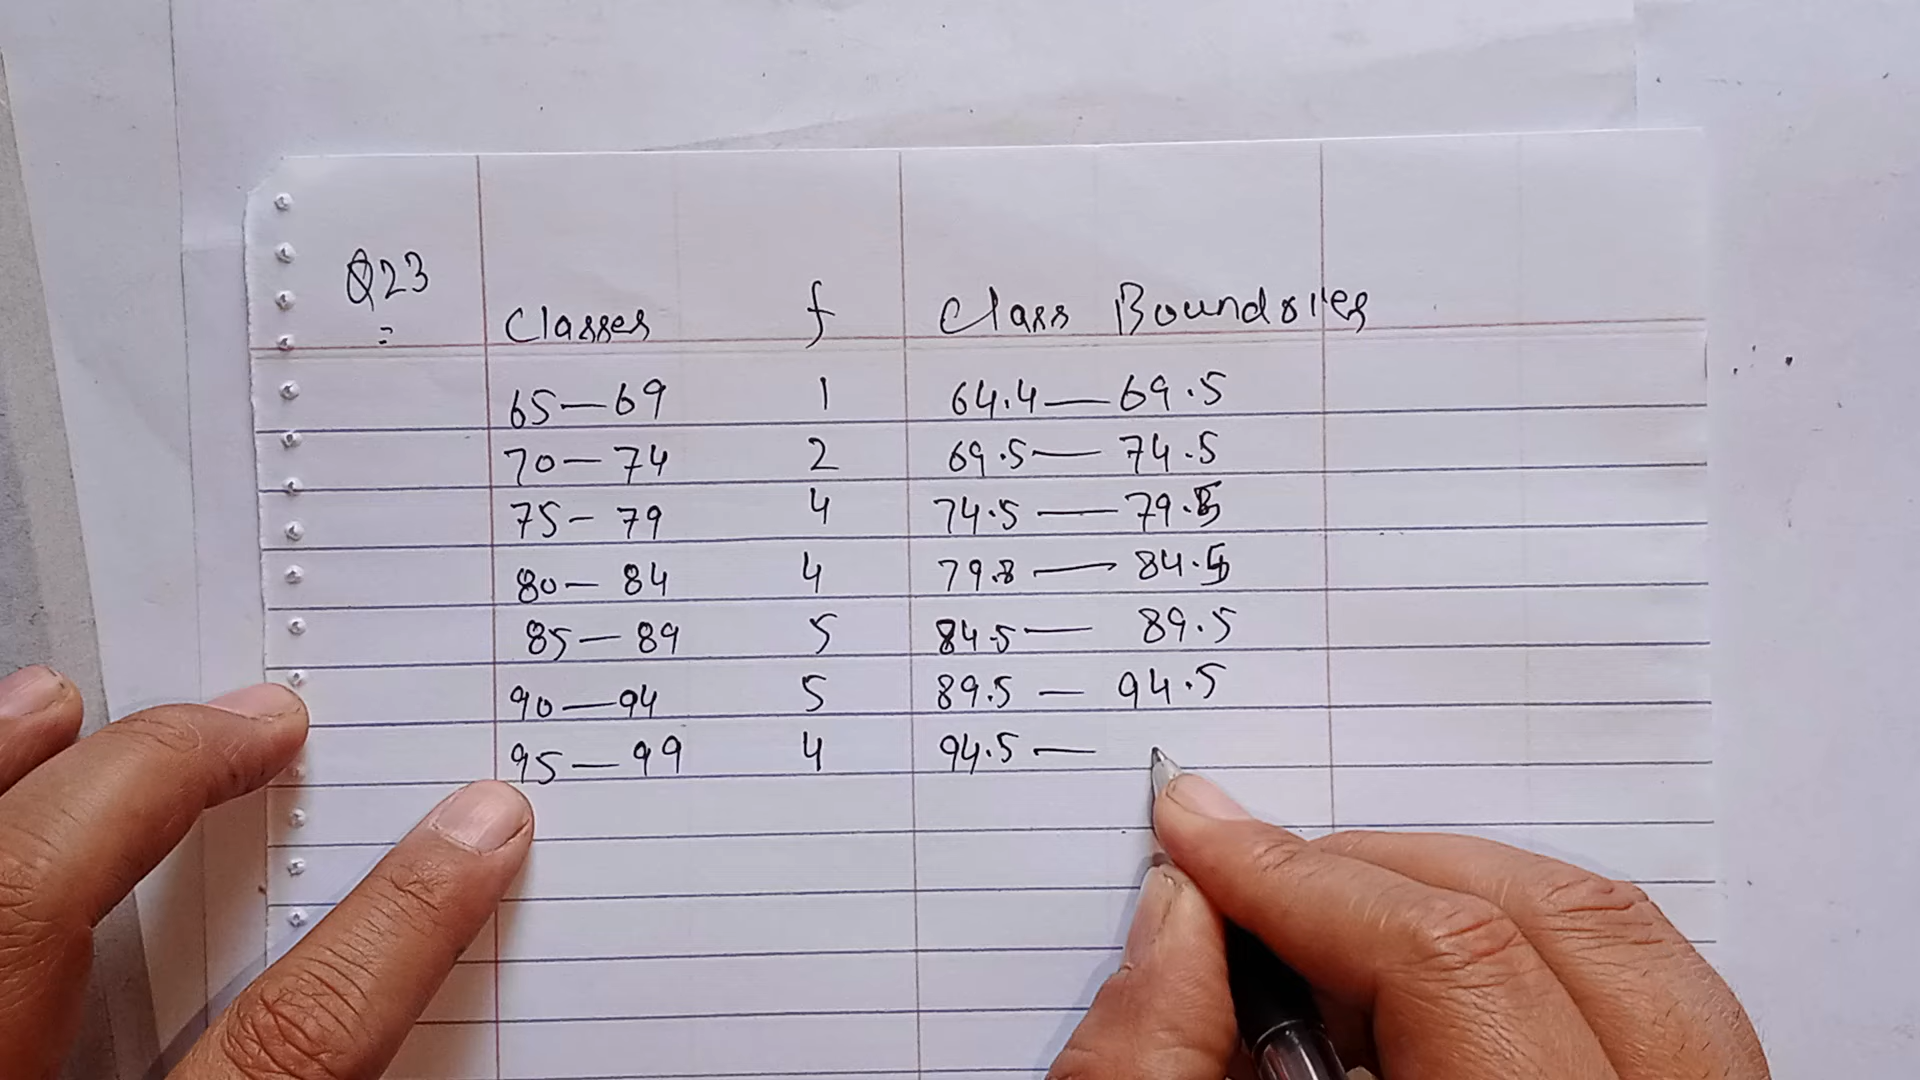 Q23
Classes f Class Boundries
65—69 1 64.4—69.5
70—74 2 69.5—74.5
75—79 4 74.5—79.5
80—84 4 79.8—84.5
85—89 5 84.5—89.5
90—94 5 89.5—94.5
95—99 4 94.5—